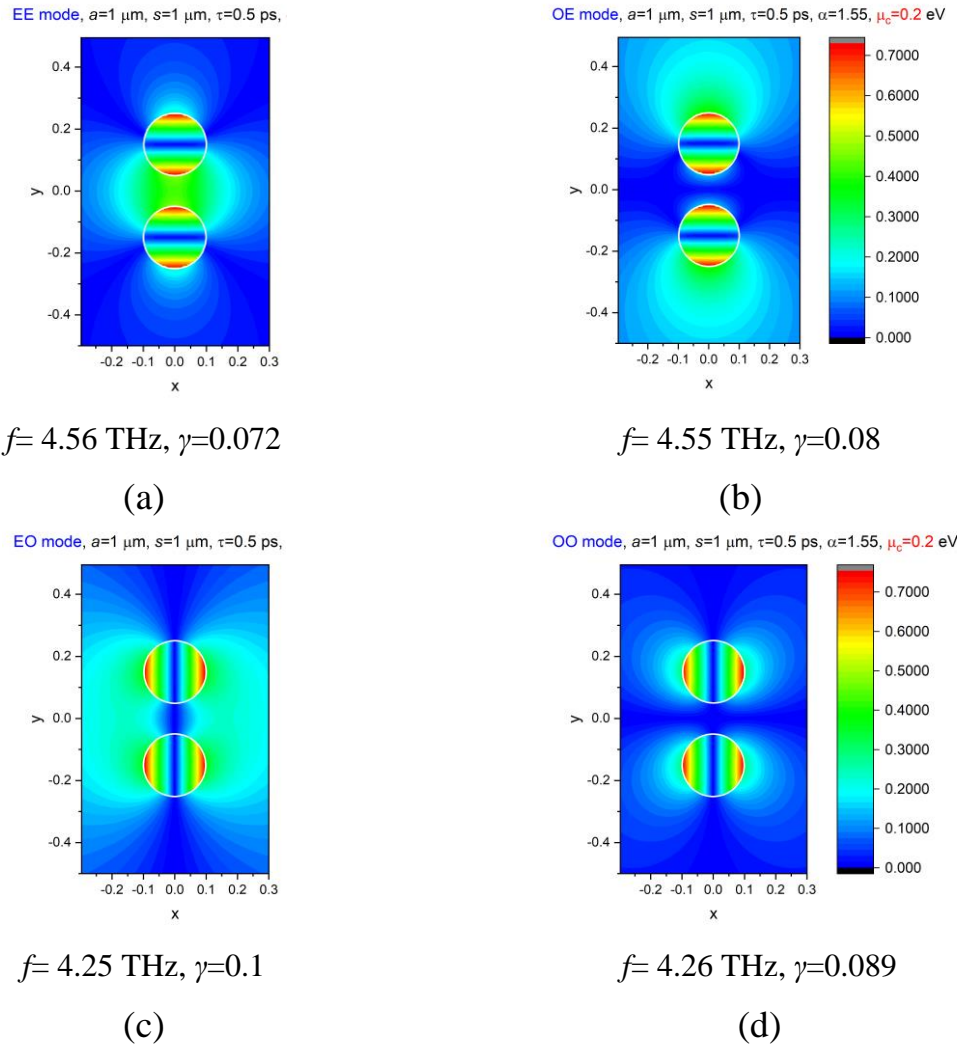 EE mode, a=1 μm, s=1 μm, τ=0.5 ps,
0.4
0.2
y 0.0
-0.2
-0.4
-0.2 -0.1 0.0 0.1 0.2 0.3
x
f= 4.56 THz, γ=0.072
(a)
OE mode, a=1 μm, s=1 μm, τ=0.5 ps, α=1.55, μc=0.2 eV
0.4
0.2
y 0.0
-0.2
-0.4
-0.2 -0.1 0.0 0.1 0.2 0.3
x
0.7000
0.6000
0.5000
0.4000
0.3000
0.2000
0.1000
0.000
f= 4.55 THz, γ=0.08
(b)
EO mode, a=1 μm, s=1 μm, τ=0.5 ps,
0.4
0.2
y 0.0
-0.2
-0.4
-0.2 -0.1 0.0 0.1 0.2 0.3
x
f= 4.25 THz, γ=0.1
(c)
OO mode, a=1 μm, s=1 μm, τ=0.5 ps, α=1.55, μc=0.2 eV
0.4
0.2
y 0.0
-0.2
-0.4
-0.2 -0.1 0.0 0.1 0.2 0.3
x
0.7000
0.6000
0.5000
0.4000
0.3000
0.2000
0.1000
0.000
f= 4.26 THz, γ=0.089
(d)